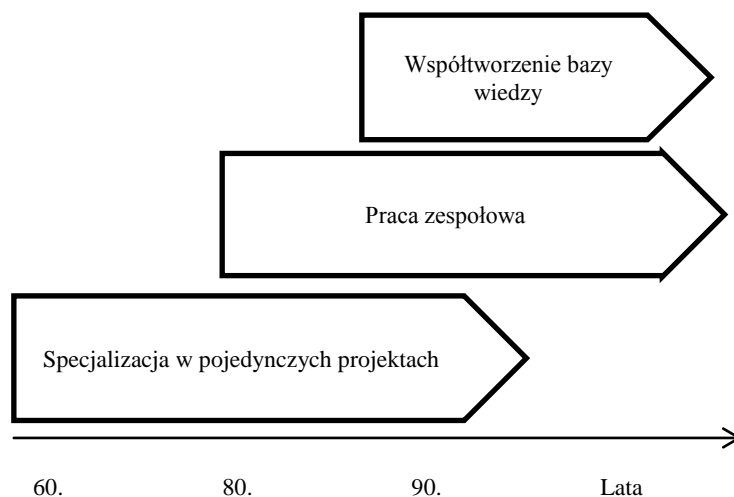 Współtworzenie bazy
wiedzy
Praca zespołowa
Specjalizacja w pojedynczych projektach
60. 80. 90. Lata